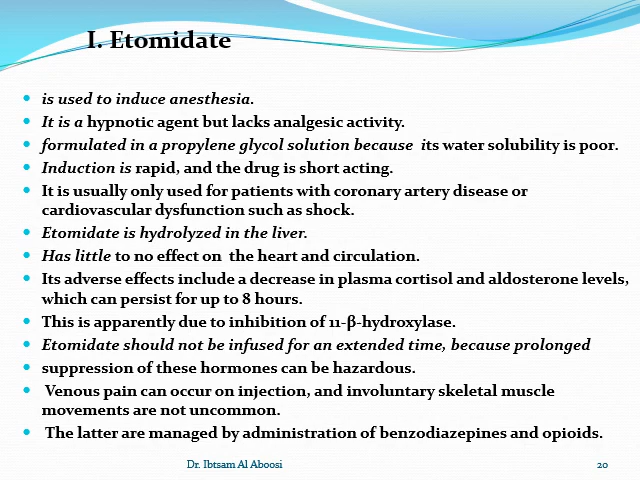 I. Etomidate
• is used to induce anesthesia.
• It is a hypnotic agent but lacks analgesic activity.
• formulated in a propylene glycol solution because its water solubility is poor.
• Induction is rapid, and the drug is short acting.
• It is usually only used for patients with coronary artery disease or
cardiovascular dysfunction such as shock.
• Etomidate is hydrolyzed in the liver.
• Has little to no effect on the heart and circulation.
• Its adverse effects include a decrease in plasma cortisol and aldosterone levels,
which can persist for up to 8 hours.
• This is apparently due to inhibition of 11-β-hydroxylase.
• Etomidate should not be infused for an extended time, because prolonged
• suppression of these hormones can be hazardous.
• Venous pain can occur on injection, and involuntary skeletal muscle
movements are not uncommon.
• The latter are managed by administration of benzodiazepines and opioids.
Dr. Ibtsam Al Aboosi
20